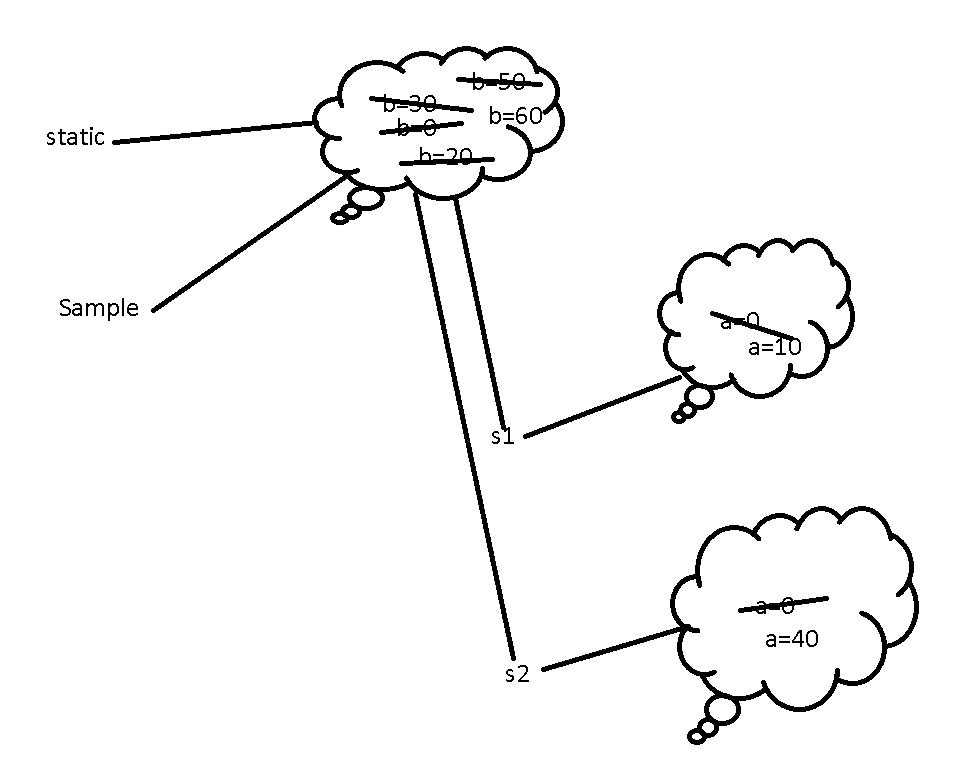 b=50
b=30
b=60
b=0
static
b=20
Sample
a=0
a=10
s1
a=0
a=40
s2